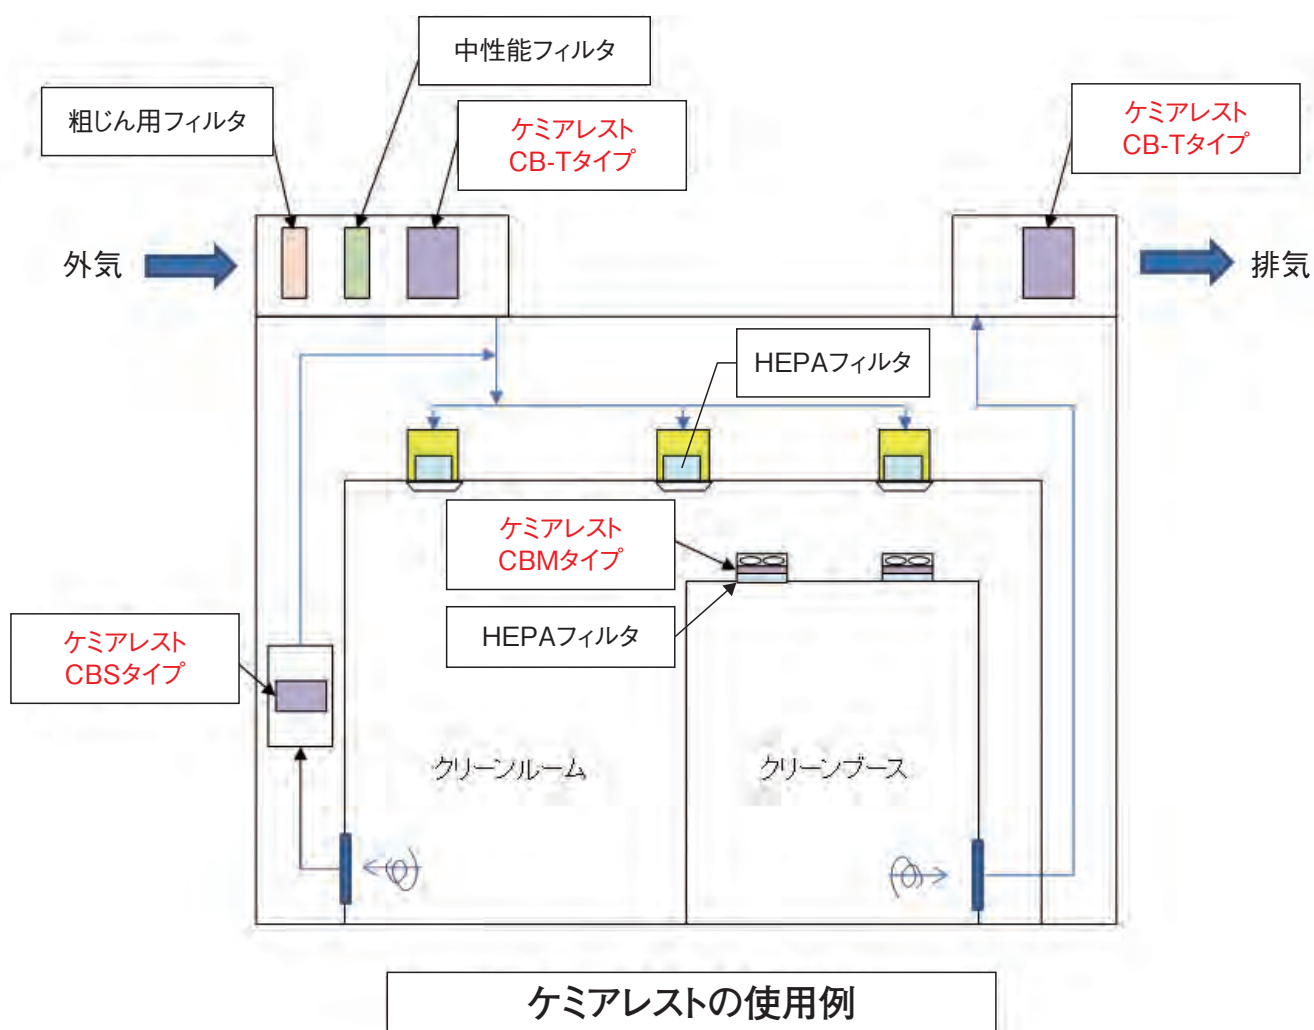 中性能フィルタ
粗じん用フィルタ
ケミアレスト
CB-Tタイプ
ケミアレスト
CB-Tタイプ
外気
排気
HEPAフィルタ
ケミアレスト
CBMタイプ
HEPAフィルタ
ケミアレスト
CBSタイプ
クリーンルーム
クリーンブース
ケミアレストの使用例